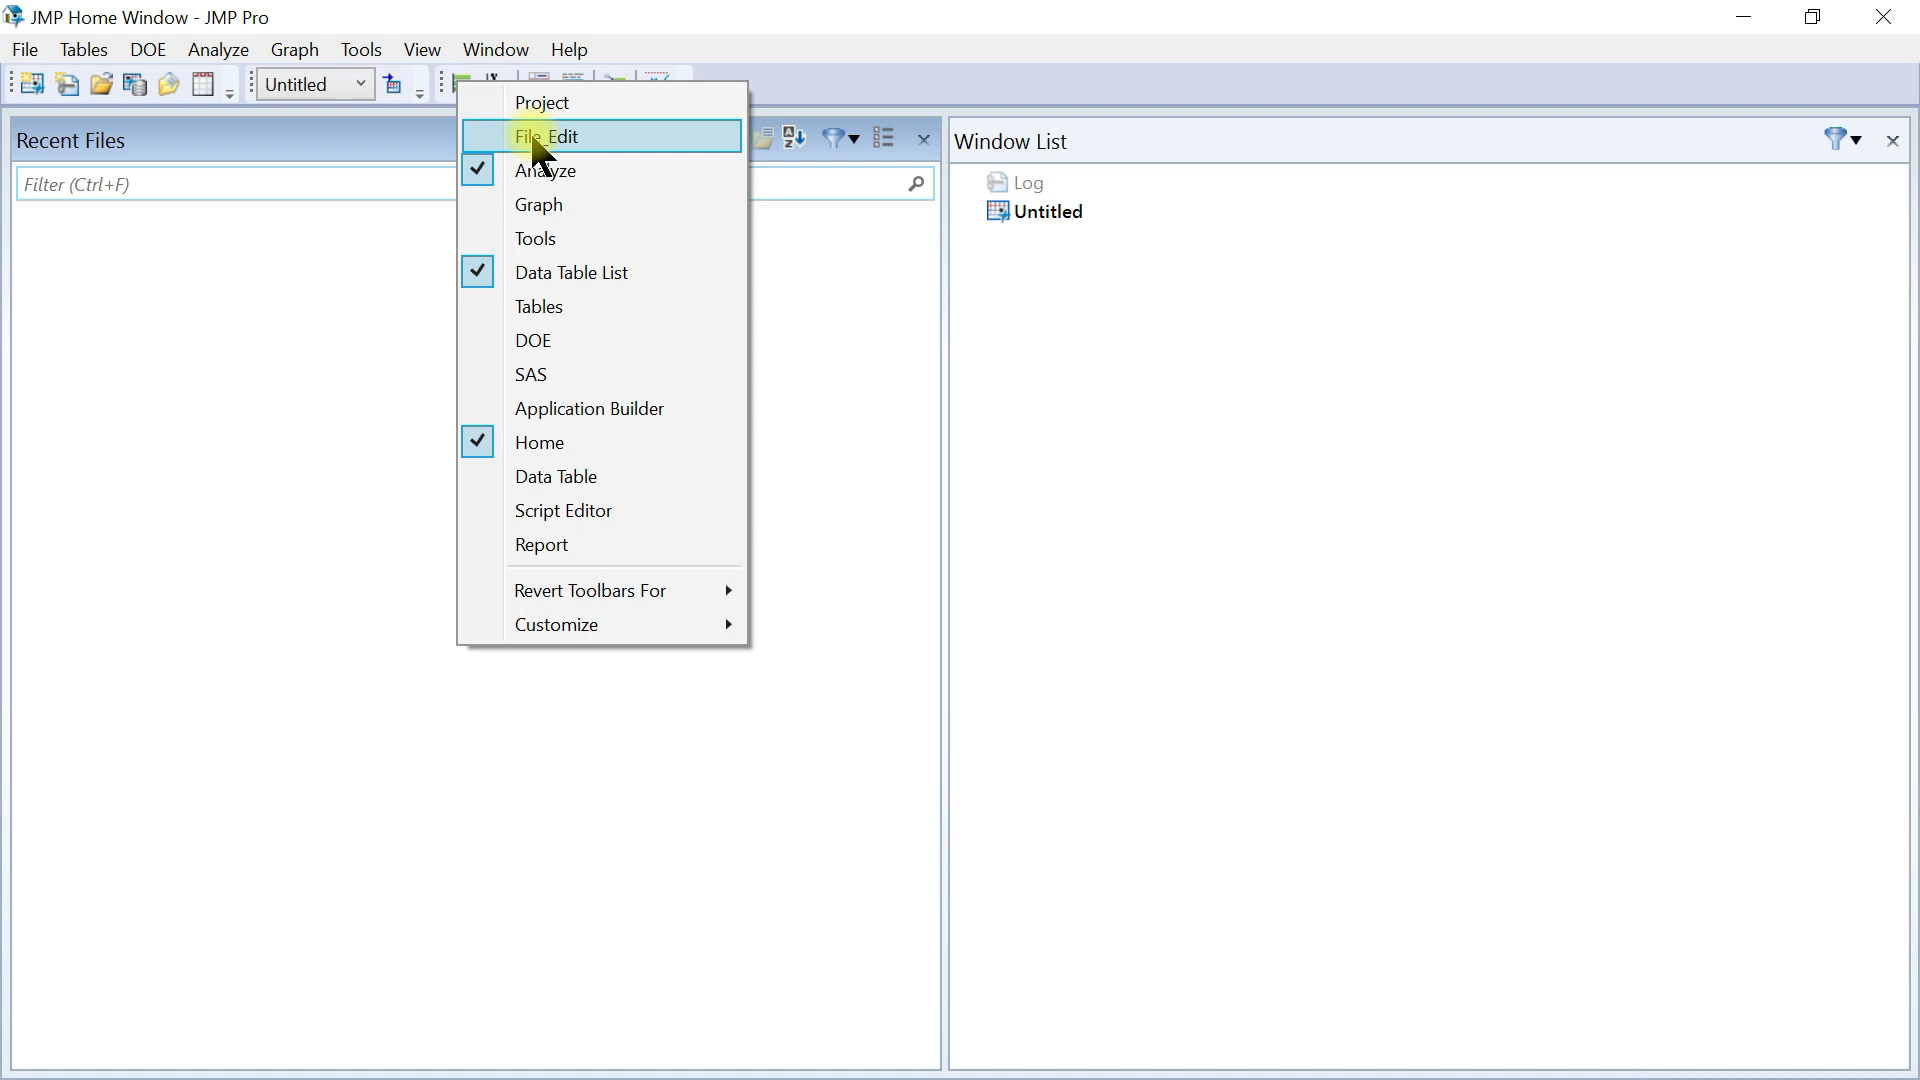 JMP Home Window - JMP Pro
File Tables DOE Analyze Graph Tools View Window Help
Untitled
Recent Files
Filter (Ctrl+F)
Project
File_Edit
Analyze
Graph
Tools
Data Table List
Tables
DOE
SAS
Application Builder
Home
Data Table
Script Editor
Report
Revert Toolbars For
Customize
Window List
Log
Untitled